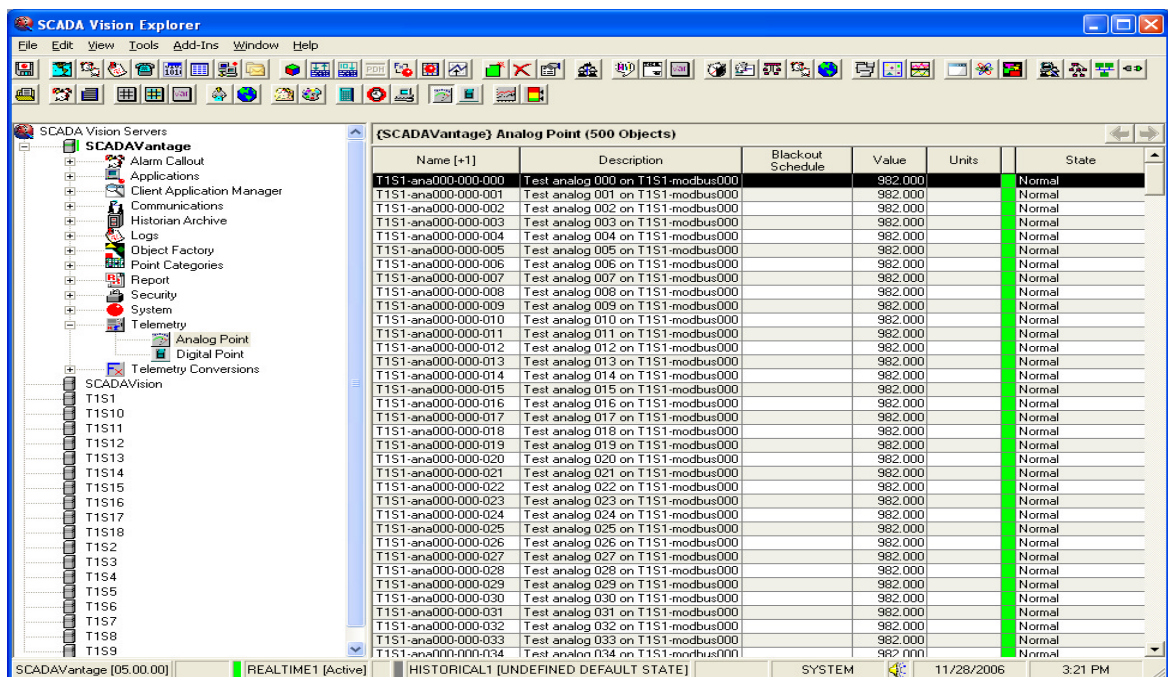 SCADA Vision Explorer
File Edit View Tools Add-Ins Window Help
SCADA Vision Servers
SCADAVantage
Alarm Callout
Applications
Client Application Manager
Communications
Historian Archive
Logs
Object Factory
Point Categories
Report
Security
System
Telemetry
Analog Point
Digital Point
Telemetry Conversions
SCADAVision
T1S1
T1S10
T1S11
T1S12
T1S13
T1S14
T1S15
T1S16
T1S17
T1S18
T1S2
T1S3
T1S4
T1S5
T1S6
T1S7
T1S8
T1S9
{SCADAVantage} Analog Point (500 Objects)
Name [+1] Description Blackout Schedule Value Units State
T1S1-ana000-000-000 Test analog 000 on T1S1-modbus000 982.000 Normal
T1S1-ana000-000-001 Test analog 001 on T1S1-modbus000 982.000 Normal
T1S1-ana000-000-002 Test analog 002 on T1S1-modbus000 982.000 Normal
T1S1-ana000-000-003 Test analog 003 on T1S1-modbus000 982.000 Normal
T1S1-ana000-000-004 Test analog 004 on T1S1-modbus000 982.000 Normal
T1S1-ana000-000-005 Test analog 005 on T1S1-modbus000 982.000 Normal
T1S1-ana000-000-006 Test analog 006 on T1S1-modbus000 982.000 Normal
T1S1-ana000-000-007 Test analog 007 on T1S1-modbus000 982.000 Normal
T1S1-ana000-000-008 Test analog 008 on T1S1-modbus000 982.000 Normal
T1S1-ana000-000-009 Test analog 009 on T1S1-modbus000 982.000 Normal
T1S1-ana000-000-010 Test analog 010 on T1S1-modbus000 982.000 Normal
T1S1-ana000-000-011 Test analog 011 on T1S1-modbus000 982.000 Normal
T1S1-ana000-000-012 Test analog 012 on T1S1-modbus000 982.000 Normal
T1S1-ana000-000-013 Test analog 013 on T1S1-modbus000 982.000 Normal
T1S1-ana000-000-014 Test analog 014 on T1S1-modbus000 982.000 Normal
T1S1-ana000-000-015 Test analog 015 on T1S1-modbus000 982.000 Normal
T1S1-ana000-000-016 Test analog 016 on T1S1-modbus000 982.000 Normal
T1S1-ana000-000-017 Test analog 017 on T1S1-modbus000 982.000 Normal
T1S1-ana000-000-018 Test analog 018 on T1S1-modbus000 982.000 Normal
T1S1-ana000-000-019 Test analog 019 on T1S1-modbus000 982.000 Normal
T1S1-ana000-000-020 Test analog 020 on T1S1-modbus000 982.000 Normal
T1S1-ana000-000-021 Test analog 021 on T1S1-modbus000 982.000 Normal
T1S1-ana000-000-022 Test analog 022 on T1S1-modbus000 982.000 Normal
T1S1-ana000-000-023 Test analog 023 on T1S1-modbus000 982.000 Normal
T1S1-ana000-000-024 Test analog 024 on T1S1-modbus000 982.000 Normal
T1S1-ana000-000-025 Test analog 025 on T1S1-modbus000 982.000 Normal
T1S1-ana000-000-026 Test analog 026 on T1S1-modbus000 982.000 Normal
T1S1-ana000-000-027 Test analog 027 on T1S1-modbus000 982.000 Normal
T1S1-ana000-000-028 Test analog 028 on T1S1-modbus000 982.000 Normal
T1S1-ana000-000-029 Test analog 029 on T1S1-modbus000 982.000 Normal
T1S1-ana000-000-030 Test analog 030 on T1S1-modbus000 982.000 Normal
T1S1-ana000-000-031 Test analog 031 on T1S1-modbus000 982.000 Normal
T1S1-ana000-000-032 Test analog 032 on T1S1-modbus000 982.000 Normal
T1S1-ana000-000-033 Test analog 033 on T1S1-modbus000 982.000 Normal
T1S1-ana000-000-034 Test analog 034 on T1S1-modbus000 982.000 Normal
SCADAVantage [05.00.00] REALTIME1 [Active] HISTORICAL1 [UNDEFINED DEFAULT STATE] SYSTEM 11/28/2006 3:21 PM